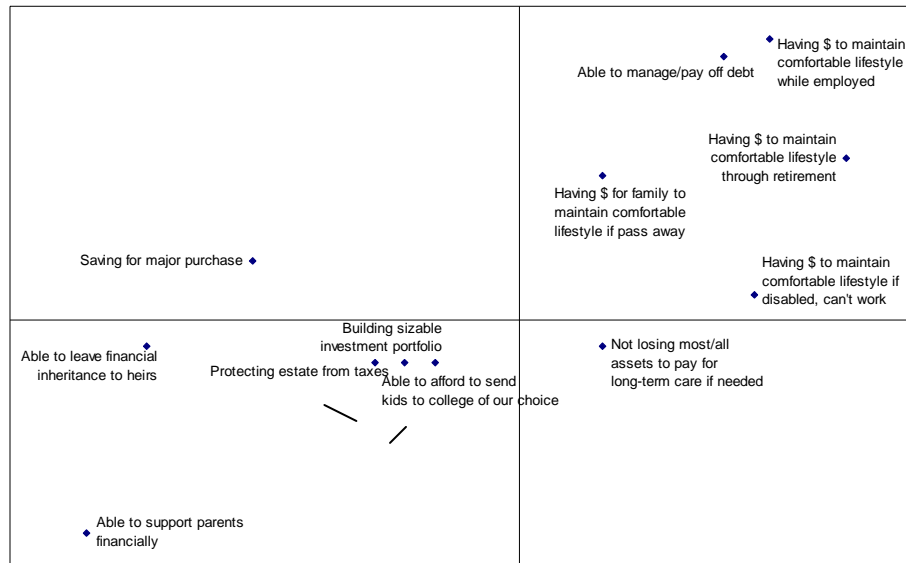 Having $ to maintain
comfortable lifestyle
while employed
Able to manage/pay off debt
Having $ to maintain
comfortable lifestyle
through retirement
Having $ for family to
maintain comfortable
lifestyle if pass away
Saving for major purchase
Having $ to maintain
comfortable lifestyle if
disabled, can't work
Building sizable
investment portfolio
Able to leave financial
inheritance to heirs
Protecting estate from taxes
Able to afford to send
kids to college of our choice
Not losing most/all
assets to pay for
long-term care if needed
Able to support parents
financially